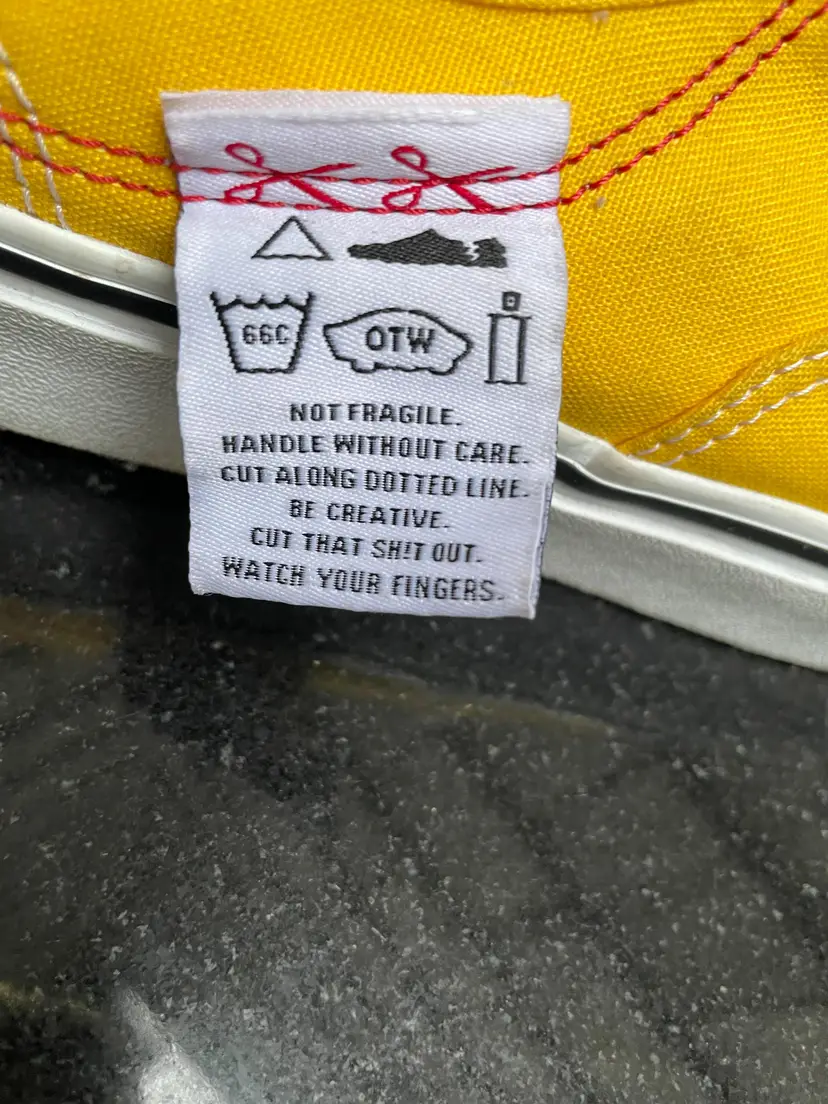 66C
OTW
NOT FRAGILE.
HANDLE WITHOUT CARE.
CUT ALONG DOTTED LINE.
BE CREATIVE.
CUT THAT SH!T OUT.
WATCH YOUR FINGERS.